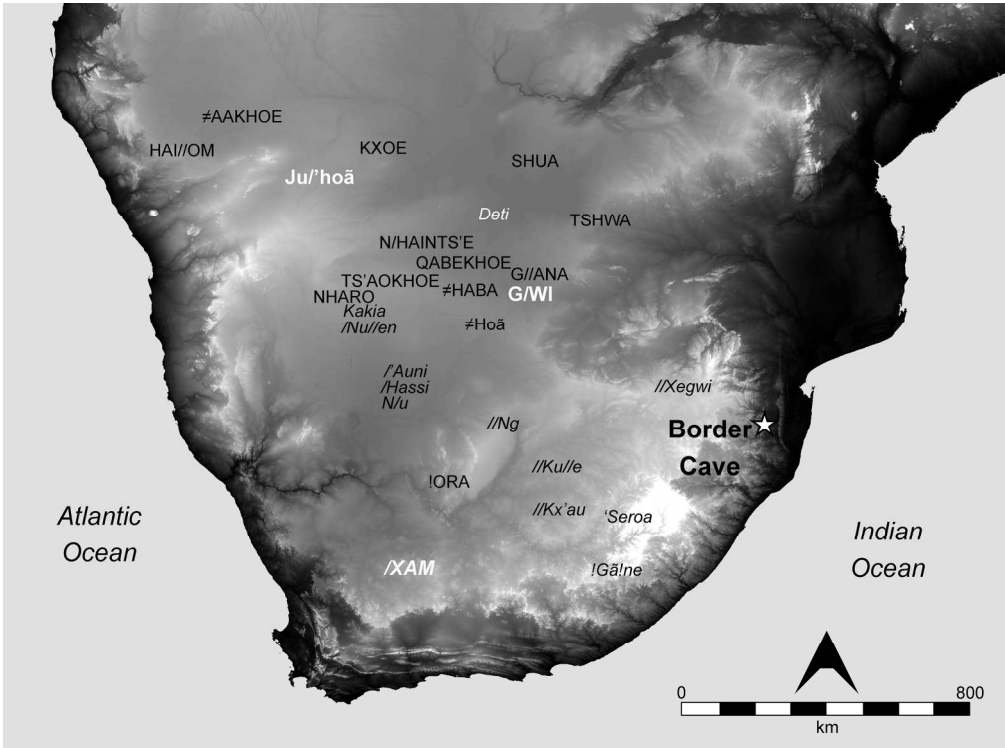 ≠AAKHOE
HAI//OM
KXOE
SHUA
Ju/’hoã
Deti
TSHWA
N/HAINTS’E
QABEKHOE
G//ANA
TS’AOKHOE
≠HABA
G/WI
NHARO
Kakia
/Nu//en
≠Hoã
/’Auni
/Hassi
N/u
//Xegwi
//Ng
Border
Cave
//Ku//e
!ORA
//Kx’au
‘Seroa
Atlantic
Ocean
Indian
Ocean
/XAM
!Gã!ne
0 800
km